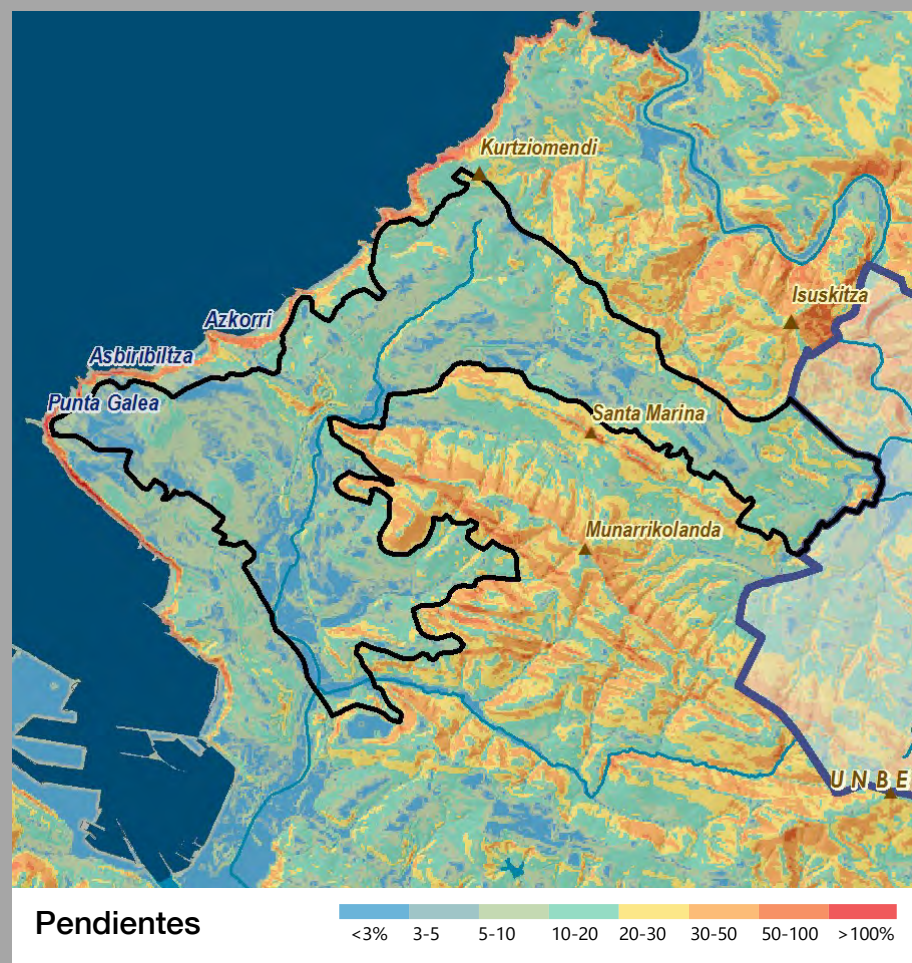 Kurtziomendi
Isuskitza
Azkorri
Asbiribiltza
Punta Galea
Santa Marina
Munarrikolanda
UNBE
Pendientes
<3% 3-5 5-10 10-20 20-30 30-50 50-100 >100%